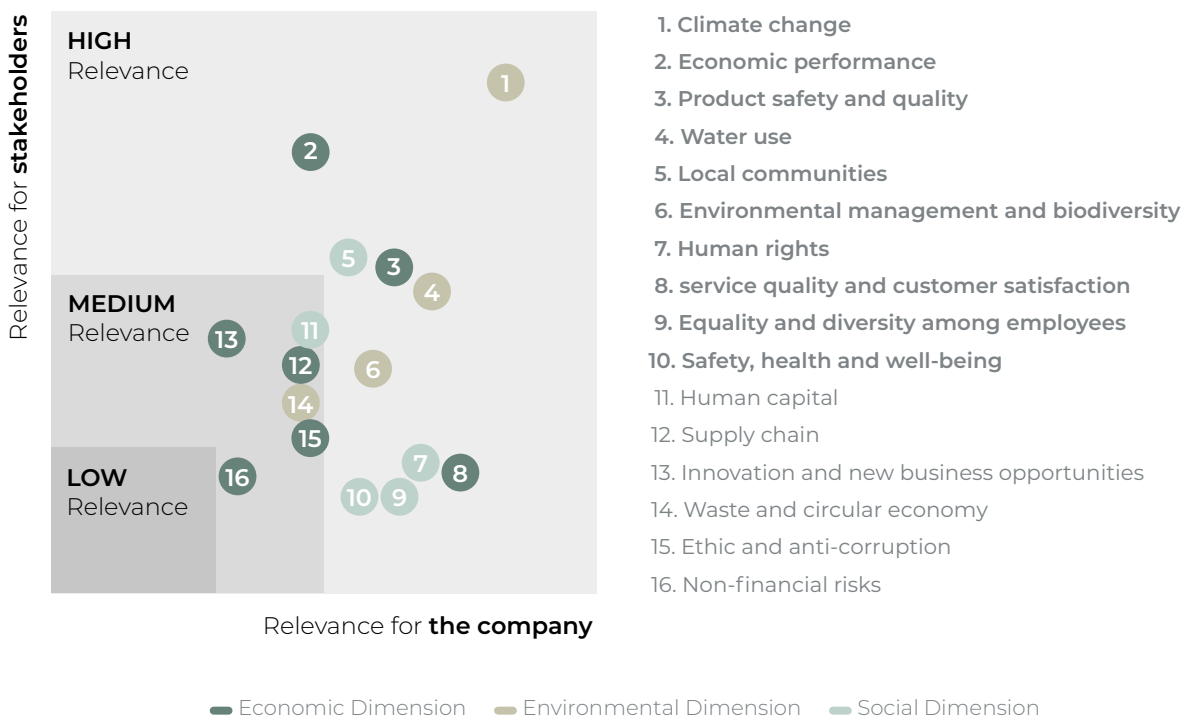 Relevance for stakeholders
HIGH
Relevance
1
2
5
3
4
MEDIUM
Relevance
11
13
12
6
14
15
LOW
Relevance
16
7
8
10
9
Relevance for the company
1. Climate change
2. Economic performance
3. Product safety and quality
4. Water use
5. Local communities
6. Environmental management and biodiversity
7. Human rights
8. service quality and customer satisfaction
9. Equality and diversity among employees
10. Safety, health and well-being
11. Human capital
12. Supply chain
13. Innovation and new business opportunities
14. Waste and circular economy
15. Ethic and anti-corruption
16. Non-financial risks
Economic Dimension
Environmental Dimension
Social Dimension